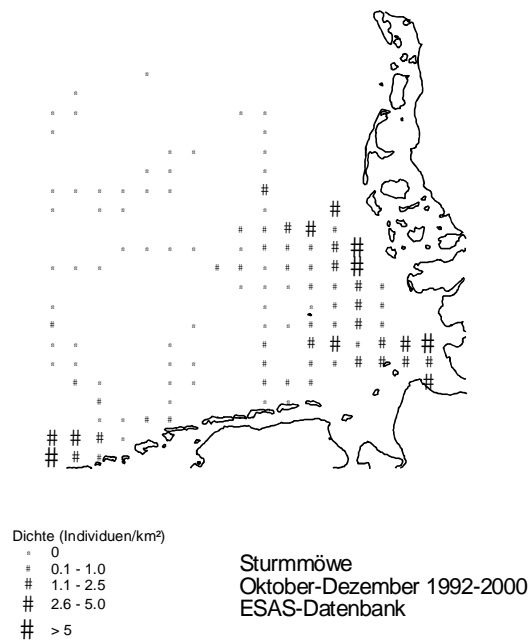 Dichte (Individuen/km²)
0
0.1 - 1.0
1.1 - 2.5
2.6 - 5.0
> 5
Sturmmöwe
Oktober-Dezember 1992-2000
ESAS-Datenbank